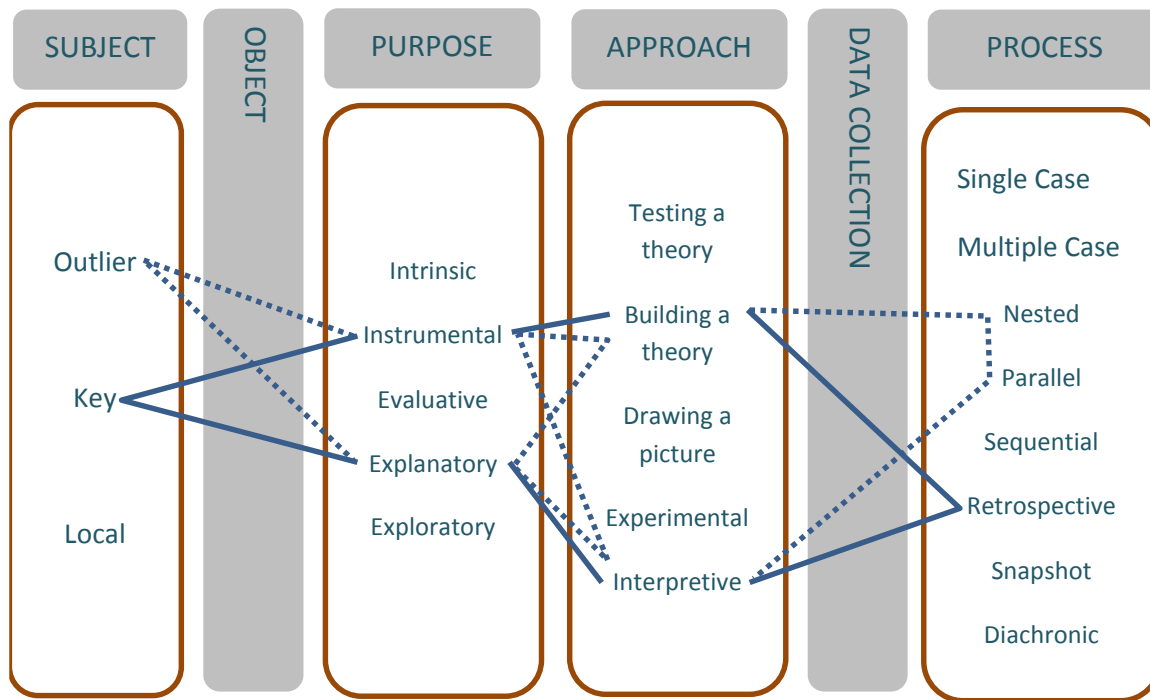 SUBJECT
OBJECT
PURPOSE
APPROACH
DATA COLLECTION
PROCESS
Outlier
Key
Local
Intrinsic
Instrumental
Evaluative
Explanatory
Exploratory
Testing a
theory
Building a
theory
Drawing a
picture
Experimental
Interpretive
Single Case
Multiple Case
Nested
Parallel
Sequential
Retrospective
Snapshot
Diachronic